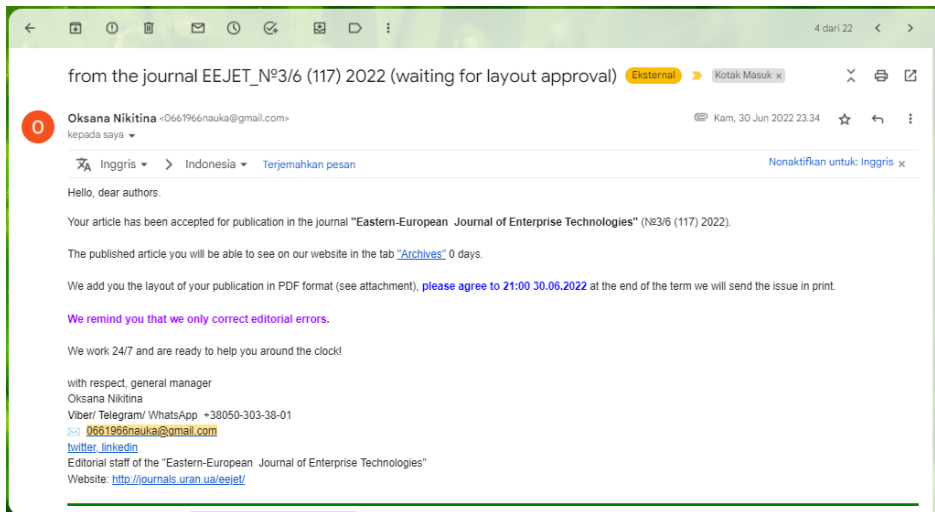 4 dari 22
from the journal EEJET_№3/6 (117) 2022 (waiting for layout approval) Eksternal Kotak Masuk ×
O
Oksana Nikitina <0661966nauka@gmail.com> Kam, 30 Jun 2022 23.34
kepada saya
Inggris > Indonesia Terjemahkan pesan Nonaktifkan untuk: Inggris ×
Hello, dear authors.
Your article has been accepted for publication in the journal "Eastern-European Journal of Enterprise Technologies" (№3/6 (117) 2022).
The published article you will be able to see on our website in the tab "Archives" 0 days.
We add you the layout of your publication in PDF format (see attachment), please agree to 21:00 30.06.2022 at the end of the term we will send the issue in print.
We remind you that we only correct editorial errors.
We work 24/7 and are ready to help you around the clock!
with respect, general manager
Oksana Nikitina
Viber/ Telegram/ WhatsApp +38050-303-38-01
0661966nauka@gmail.com
twitter, linkedin
Editorial staff of the "Eastern-European Journal of Enterprise Technologies"
Website: http://journals.uran.ua/eejet/